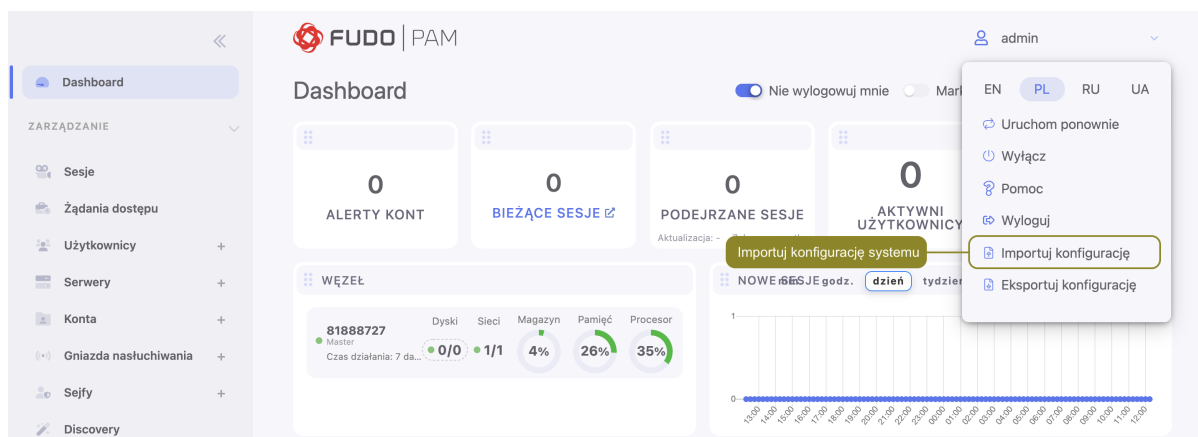 FUDO PAM
admin
Dashboard
ZARZĄDZANIE
Sesje
Żądania dostępu
Użytkownicy +
Serwery +
Konta +
Gniazda nasłuchiwania +
Sejfy +
Discovery
Dashboard
Nie wylogowuj mnie
EN PL RU UA
Uruchom ponownie
Wyłącz
Pomoc
Wyloguj
Importuj konfigurację
Eksportuj konfigurację
Importuj konfigurację systemu
0
ALERTY KONT
0
BIEŻĄCE SESJE
0
PODEJRZANE SESJE
Aktualizacja: -
0
AKTYWNI
UŻYTKOWNICY
WĘZEŁ
81888727
Master
Czas działania: 7 da...
Dyski Sieci Magazyn Pamięć Procesor
0/0 1/1 4% 26% 35%
NOWE SESJE
min. godz. dzień
1
0
13:00 14:00 15:00 16:00 17:00 18:00 19:00 20:00 21:00 22:00 23:00 00:00 01:00 02:00 03:00 04:00 05:00 06:00 07:00 08:00 09:00 10:00 11:00 12:00